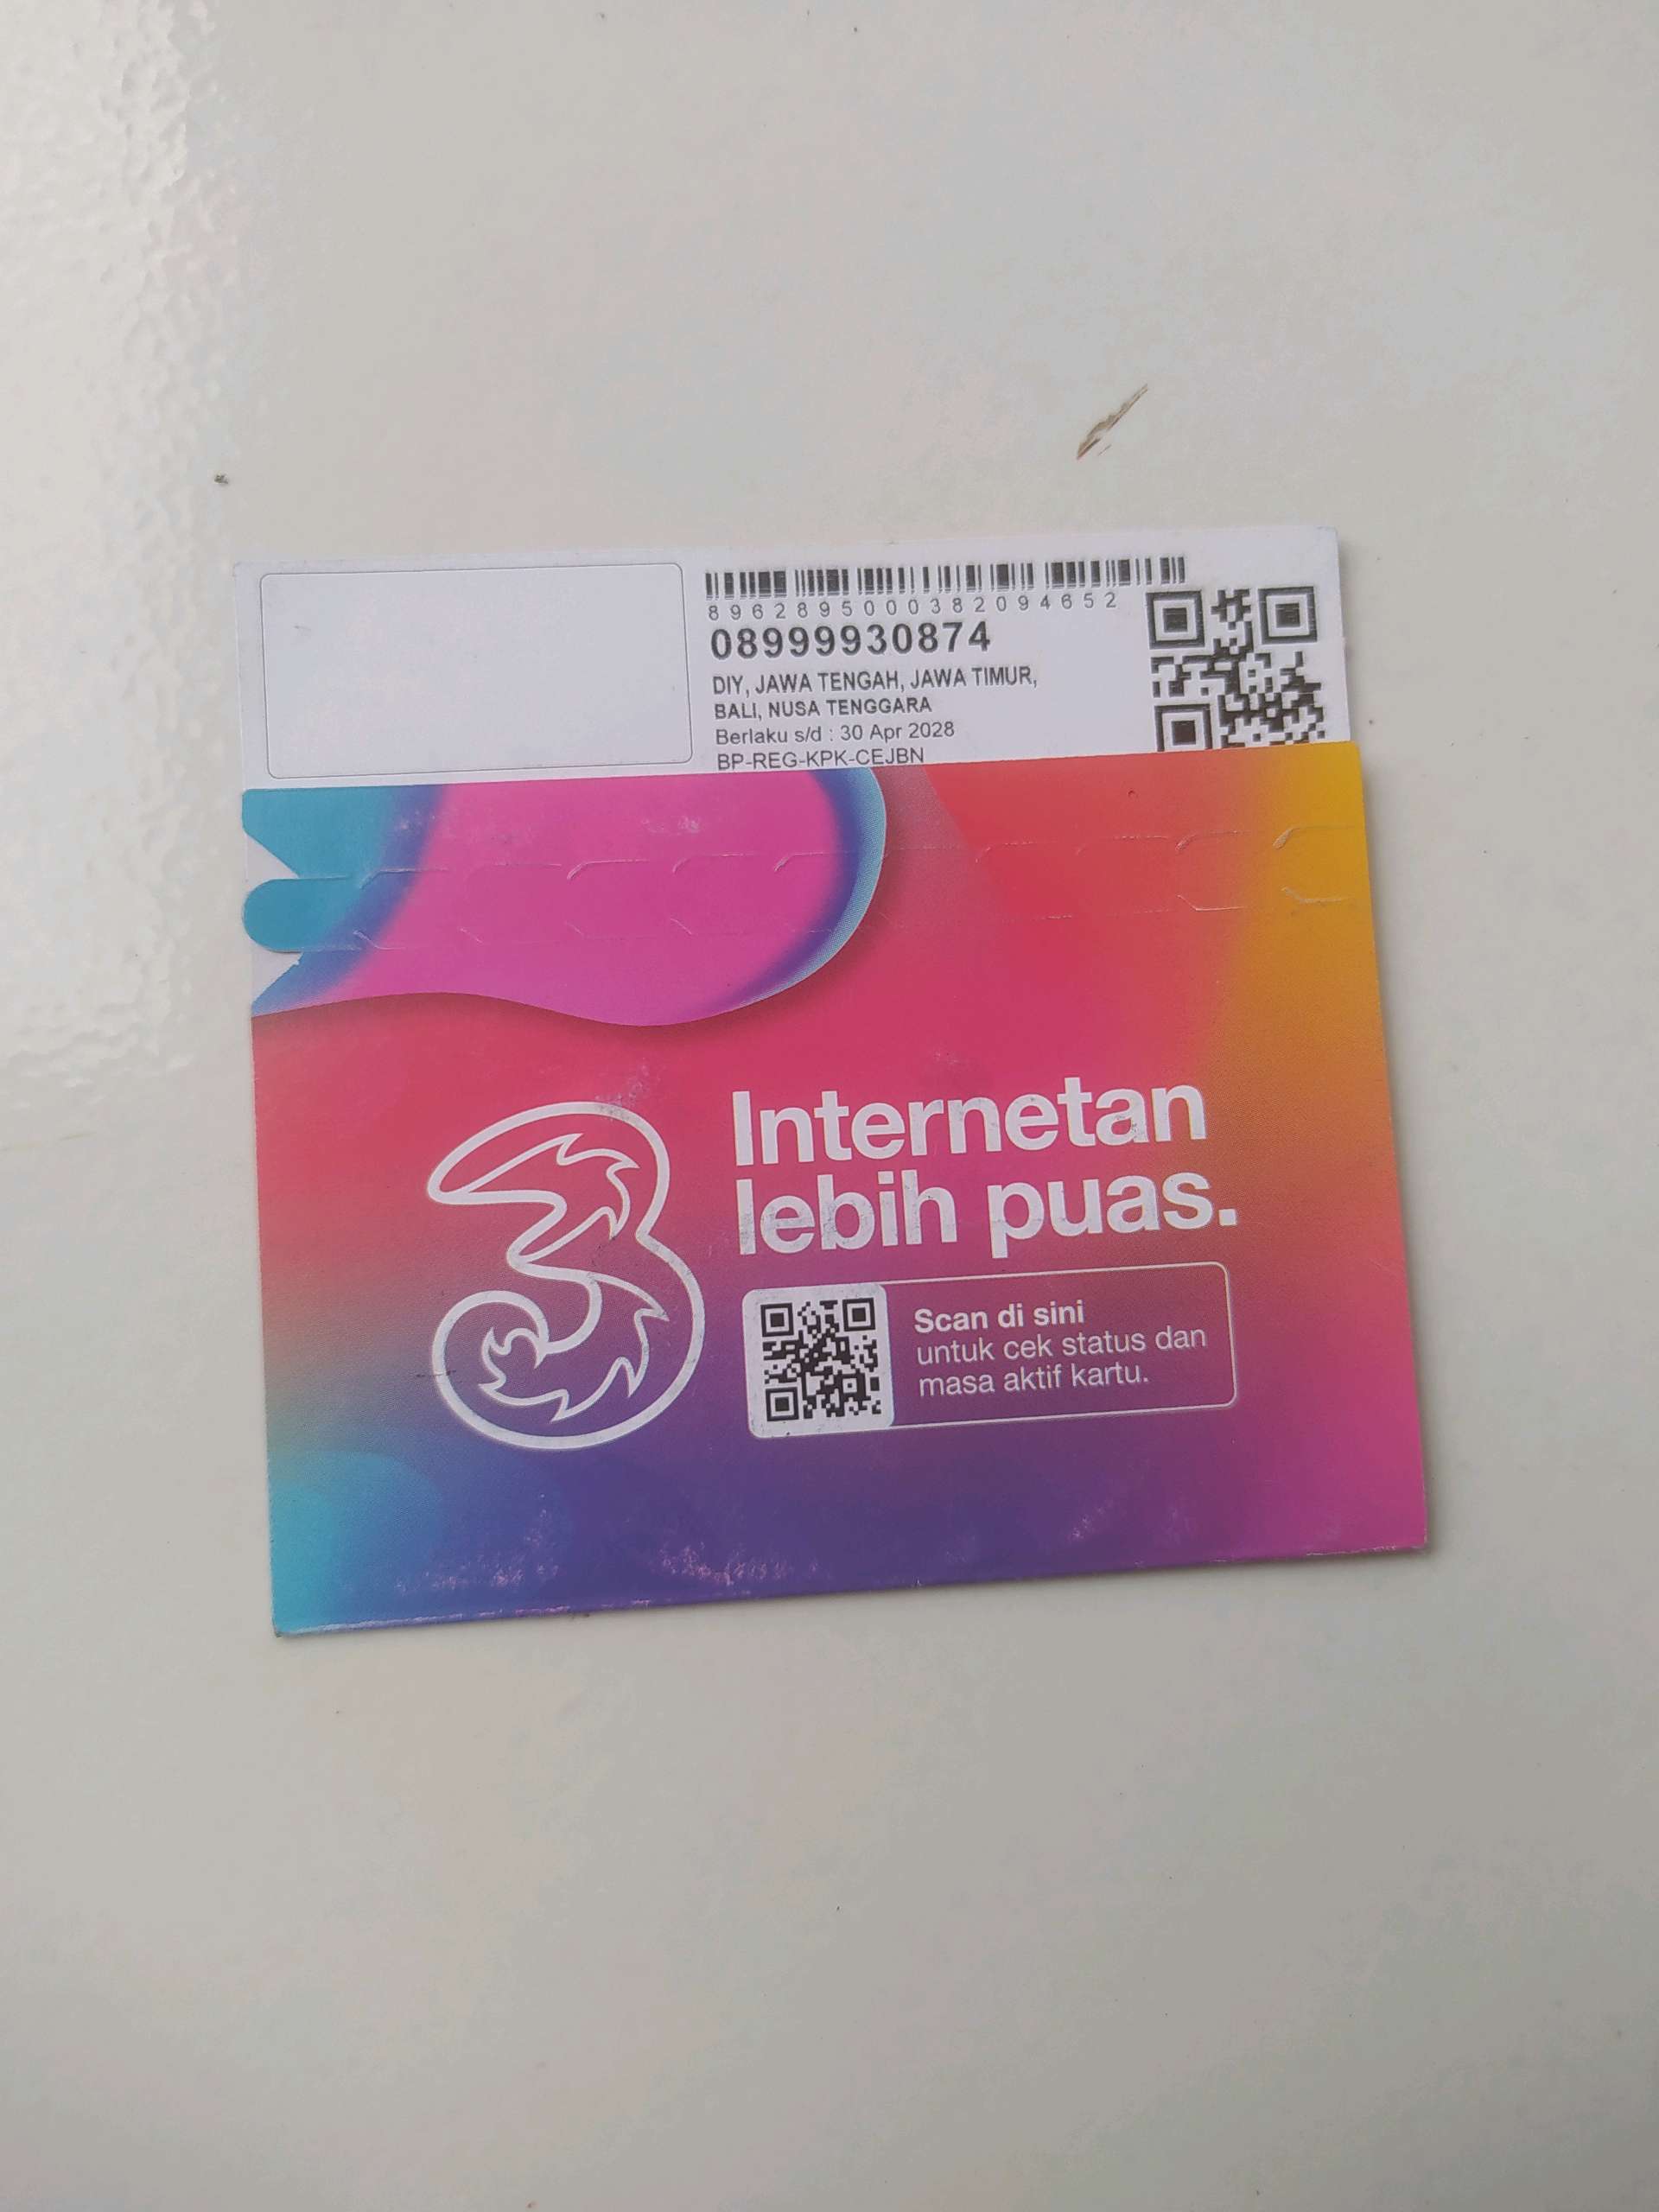 8962895000382094652
08999930874
DIY, JAWA TENGAH, JAWA TIMUR,
BALI, NUSA TENGGARA
Berlaku s/d : 30 Apr 2028
BP-REG-KPK-CEJBN
3
Internetan
lebih puas.
Scan di sini
untuk cek status dan
masa aktif kartu.